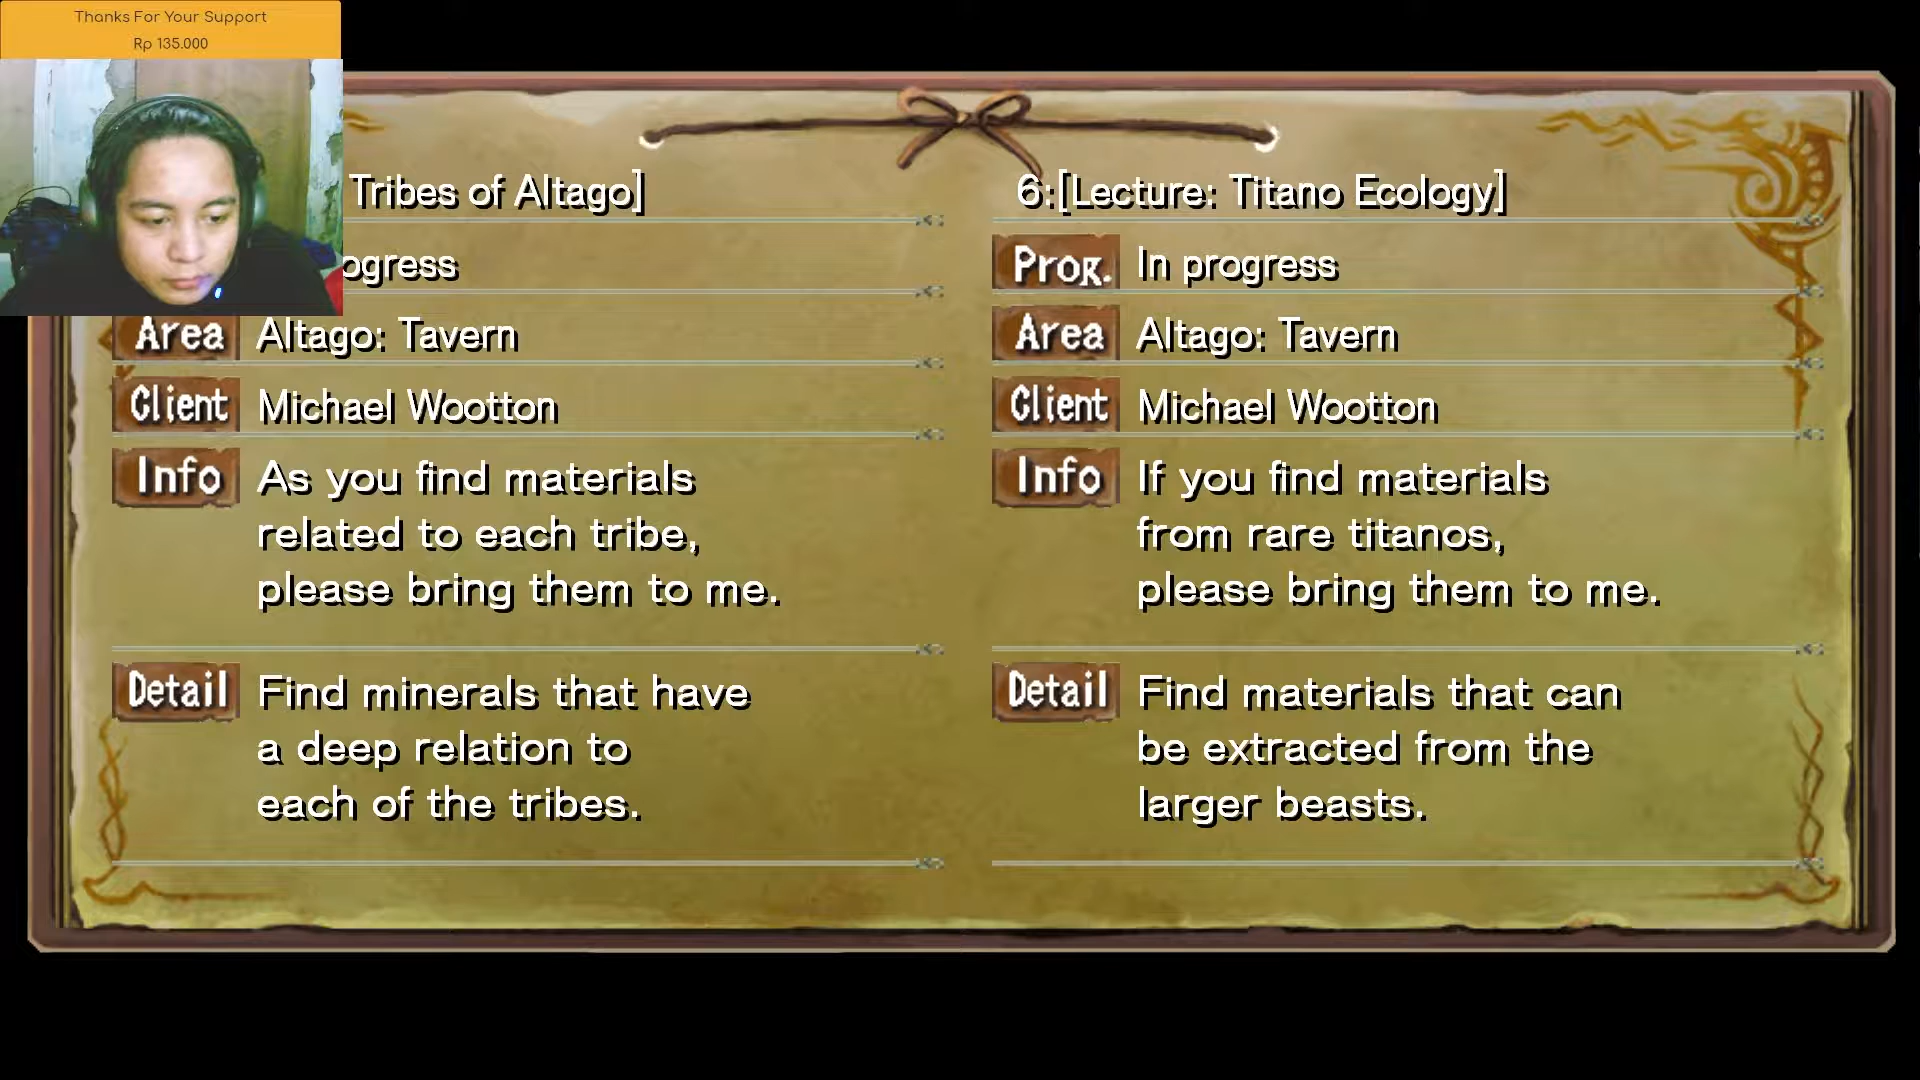 Thanks For Your Support
Rp 135.000
Tribes of Altago]
ogress
Area Altago: Tavern
Client Michael Wootton
Info As you find materials
related to each tribe,
please bring them to me.
Detail Find minerals that have
a deep relation to
each of the tribes.
6:[Lecture: Titano Ecology]
Prog. In progress
Area Altago: Tavern
Client Michael Wootton
Info If you find materials
from rare titanos,
please bring them to me.
Detail Find materials that can
be extracted from the
larger beasts.